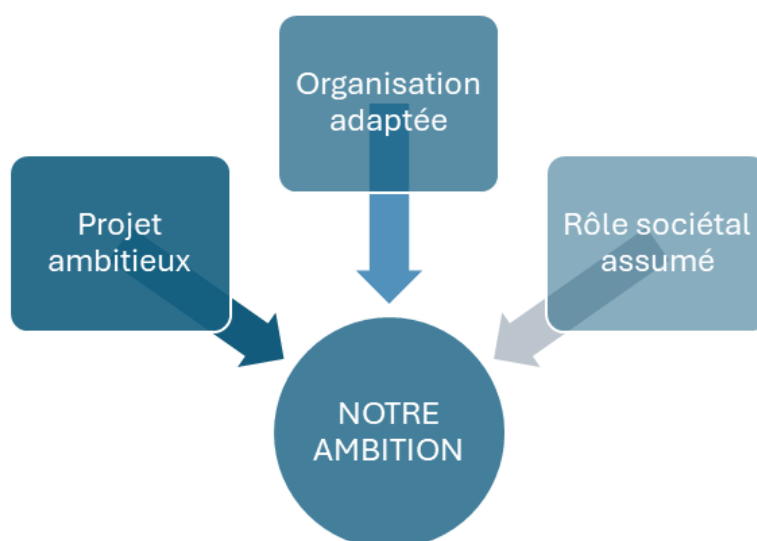 Organisation
adaptée
Projet
ambitieux
Rôle sociétal
assumé
NOTRE
AMBITION